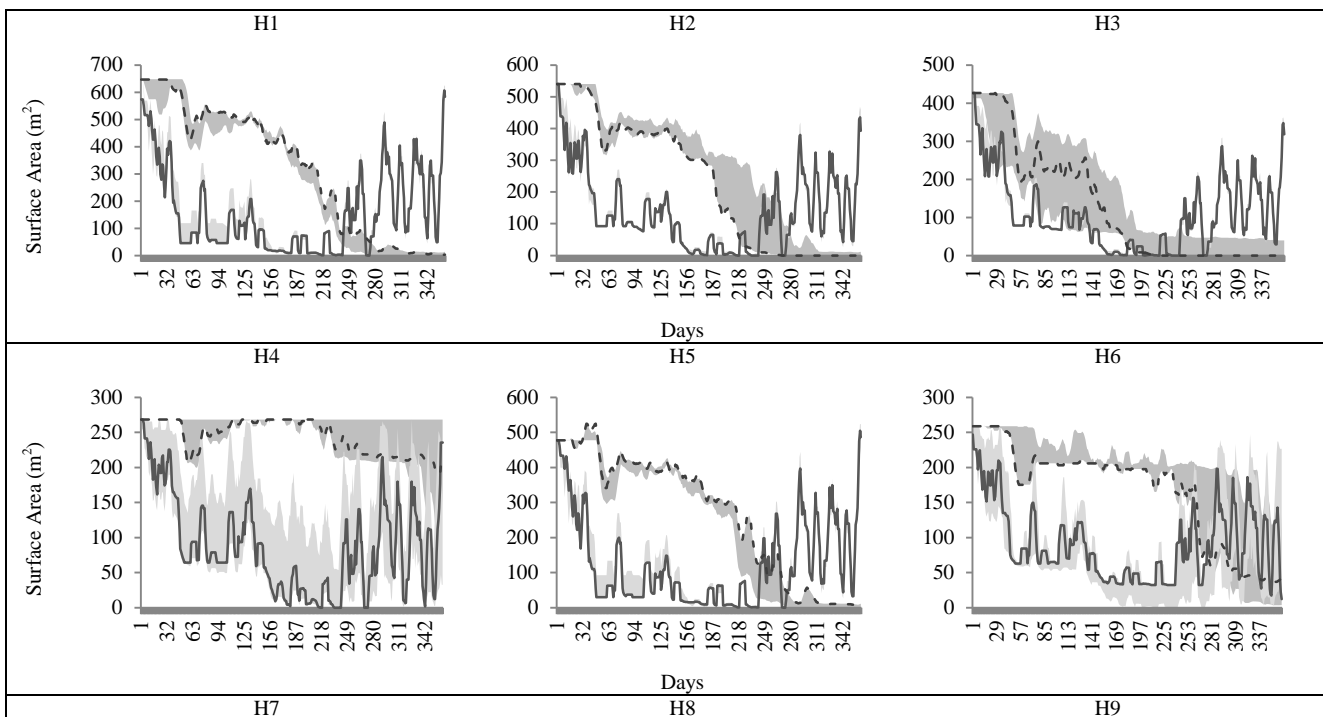 H1 H2 H3
Surface Area (m²)
700 600 500 400 300 200 100 0
1 32 63 94 125 156 187 218 249 280 311 342
600 500 400 300 200 100 0
1 32 63 94 125 156 187 218 249 280 311 342
500 400 300 200 100 0
1 29 57 85 113 141 169 197 225 253 281 309 337
Days
H4 H5 H6
Surface Area (m²)
300 250 200 150 100 50 0
1 32 63 94 125 156 187 218 249 280 311 342
600 500 400 300 200 100 0
1 32 63 94 125 156 187 218 249 280 311 342
300 250 200 150 100 50 0
1 29 57 85 113 141 169 197 225 253 281 309 337
Days
H7 H8 H9